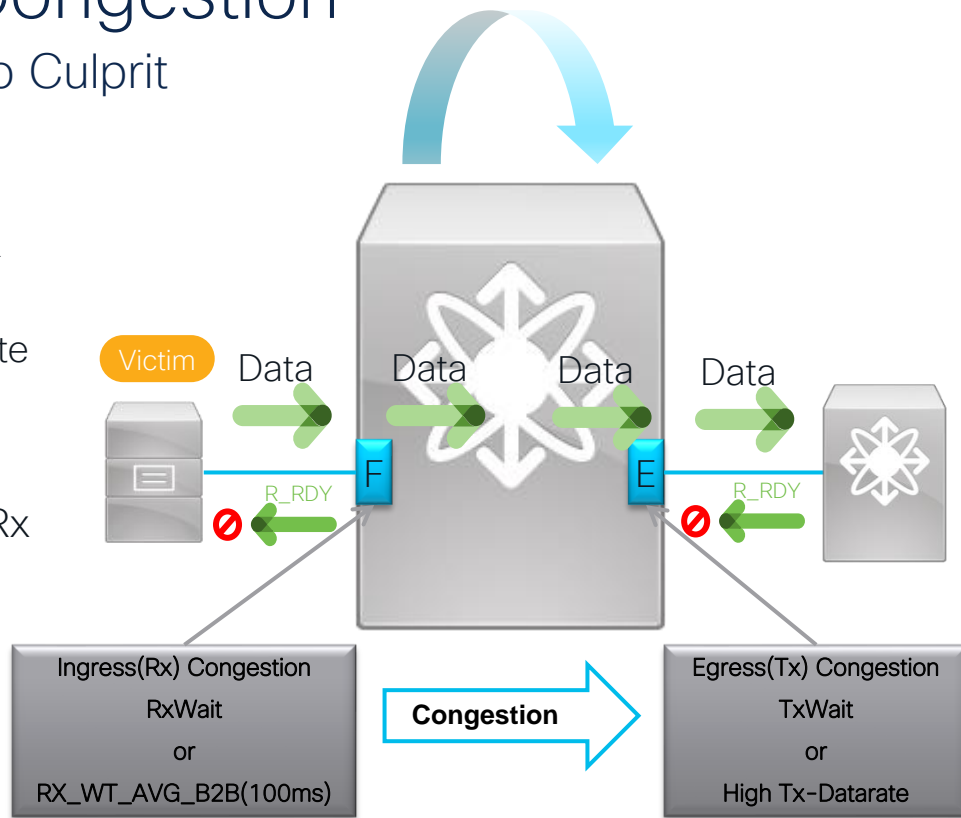 Congestion
o Culprit
te
Rx
Victim
Data
Data
Data
Data
F
E
R_RDY
R_RDY
Ingress(Rx) Congestion
RxWait
or
RX_WT_AVG_B2B(100ms)
Congestion
Egress(Tx) Congestion
TxWait
or
High Tx-Datarate